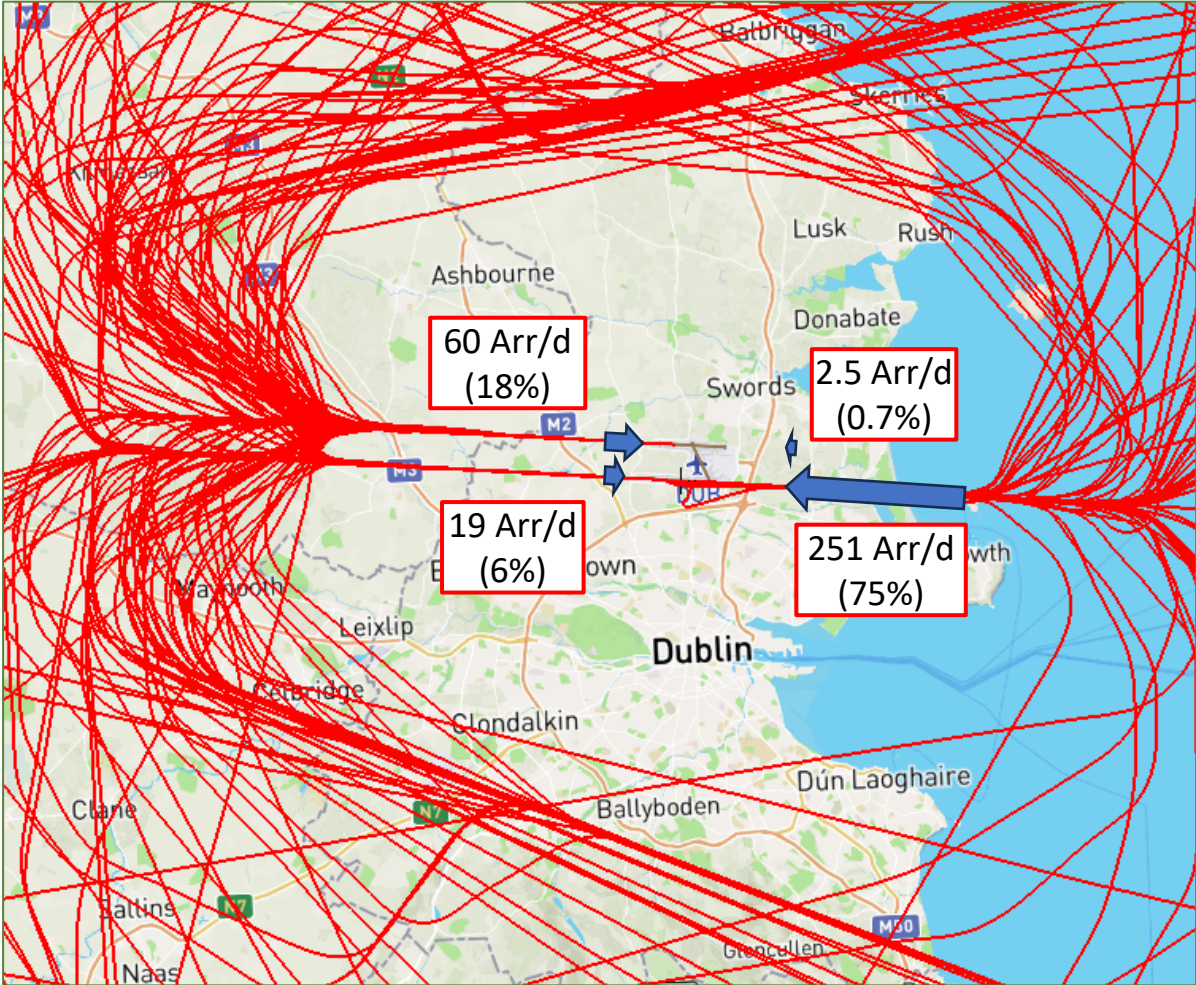 Balbriggan
Skerries
Lusk
Rush
Ashbourne
Donabate
60 Arr/d
(18%)
Swords
2.5 Arr/d
(0.7%)
M2
M3
DUB
19 Arr/d
(6%)
251 Arr/d
(75%)
owth
own
Maynooth
Leixlip
Dublin
Celbridge
Clondalkin
Dún Laoghaire
Clane
N7
Ballyboden
Sallins
N7
M50
Glencullen
Naas